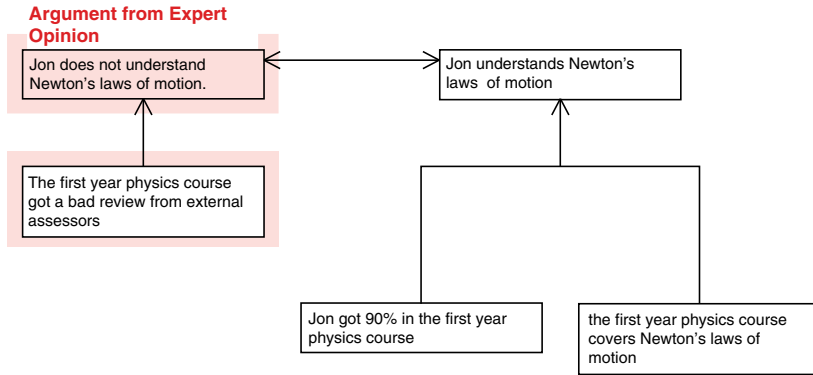 Argument from Expert
Opinion
Jon does not understand
Newton's laws of motion.
Jon understands Newton's
laws  of motion
The first year physics course
got a bad review from external
assessors
Jon got 90% in the first year
physics course
the first year physics course
covers Newton's laws of
motion